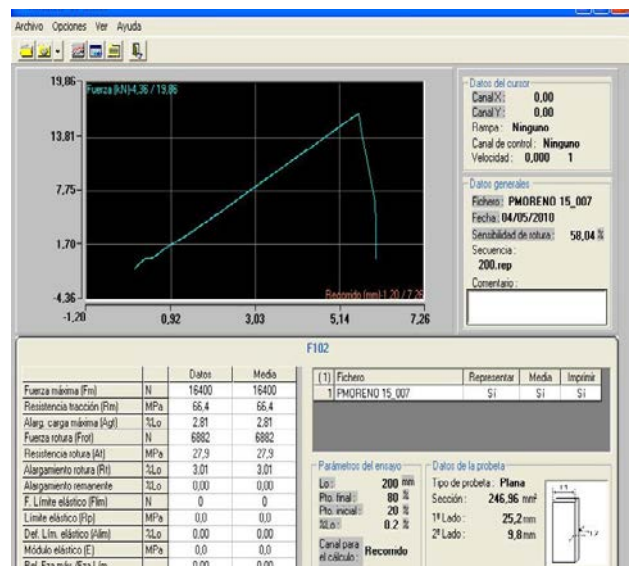 Archivo Opciones Ver Ayuda
19,86
Fuerza (kN)-4,36 / 19,86
13,81
7,75
1,70
-4,36
Recorrido (mm)-1,20 / 7,26
-1,20 0,92 3,03 5,14 7,26
Datos del cursor
Canal X: 0,00
Canal Y: 0,00
Rampa: Ninguno
Canal de control: Ninguno
Velocidad: 0,000 1
Datos generales
Fichero: PMORENO 15_007
Fecha: 04/05/2010
Sensibilidad de rotura: 58,04 %
Secuencia:
200.rep
Comentario:
F102
Datos Media
Fuerza máxima (Fm) N 16400 16400
Resistencia tracción (Rm) MPa 66,4 66,4
Alarg. carga máxima (Agt) %Lo 2,81 2,81
Fuerza rotura (Frot) N 6882 6882
Resistencia rotura (At) MPa 27,9 27,9
Alargamiento rotura (Rt) %Lo 3,01 3,01
Alargamiento remanente %Lo 0,00 0,00
F. Límite elástico (Flim) N 0 0
Límite elástico (Rp) MPa 0,0 0,0
Def. Lím. elástico (Alim) %Lo 0,00 0,00
Módulo elástico (E) MPa 0,0 0,0
0,00 0,00
(1) Fichero Representar Media Imprimir
1 PMORENO 15_007 Sí Sí Sí
Parámetros del ensayo
Lo: 200 mm
Pto. final: 80 %
Pto. inicial: 20 %
%Lo: 0.2 %
Canal para el cálculo: Recorrido
Datos de la probeta
Tipo de probeta: Plana
Sección: 246,96 mm²
1º Lado: 25,2 mm
2º Lado: 9,8 mm